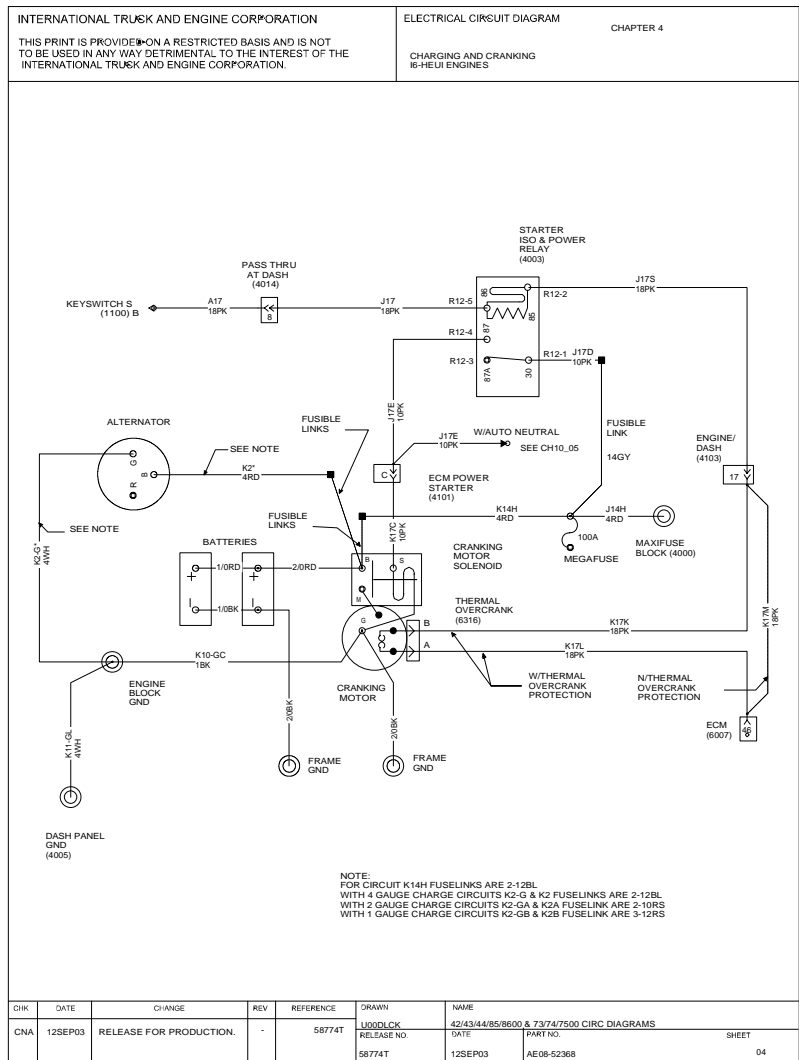 INTERNATIONAL TRUCK AND ENGINE CORPORATION
THIS PRINT IS PROVIDED ON A RESTRICTED BASIS AND IS NOT
TO BE USED IN ANY WAY DETRIMENTAL TO THE INTEREST OF THE
INTERNATIONAL TRUCK AND ENGINE CORPORATION.
ELECTRICAL CIRCUIT DIAGRAM
CHAPTER 4
CHARGING AND CRANKING
I6-HEUI ENGINES
STARTER
ISO & POWER
RELAY
(4003)
PASS THRU
AT DASH
(4014)
KEYSWITCH S
(1100) B
A17
18PK
8
J17
18PK
R12-5
86
85
R12-2
J17S
18PK
R12-4
87
R12-3
87A
30
R12-1
J17D
10PK
J17E
10PK
FUSIBLE
LINK
14GY
ALTERNATOR
G
B
R
SEE NOTE
K2*
4RD
FUSIBLE
LINKS
J17E
10PK
W/AUTO NEUTRAL
SEE CH10_05
C
ECM POWER
STARTER
(4101)
ENGINE/
DASH
(4103)
17
SEE NOTE
K2-G*
4WH
FUSIBLE
LINKS
K17C
10PK
K14H
4RD
J14H
4RD
100A
MEGAFUSE
MAXIFUSE
BLOCK (4000)
BATTERIES
1/0RD
+
+
2/0RD
1/0BK
B
S
M
CRANKING
MOTOR
SOLENOID
THERMAL
OVERCRANK
(6316)
G
B
A
K17K
18PK
K17L
18PK
K17M
18PK
K10-GC
1BK
ENGINE
BLOCK
GND
CRANKING
MOTOR
W/THERMAL
OVERCRANK
PROTECTION
N/THERMAL
OVERCRANK
PROTECTION
ECM
(6007)
46
K11-GL
4WH
2/0BK
2/0BK
FRAME
GND
FRAME
GND
DASH PANEL
GND
(4005)
NOTE:
FOR CIRCUIT K14H FUSELINKS ARE 2-12BL
WITH 4 GAUGE CHARGE CIRCUITS K2-G & K2 FUSELINKS ARE 2-12BL
WITH 2 GAUGE CHARGE CIRCUITS K2-GA & K2A FUSELINK ARE 2-10RS
WITH 1 GAUGE CHARGE CIRCUITS K2-GB & K2B FUSELINK ARE 3-12RS
CHK DATE CHANGE REV REFERENCE
CNA 12SEP03 RELEASE FOR PRODUCTION. - 58774T
DRAWN
U00DLCK
NAME
42/43/44/85/8600 & 73/74/7500 CIRC DIAGRAMS
RELEASE NO.
58774T
DATE
12SEP03
PART NO.
AE08-52368
SHEET
04